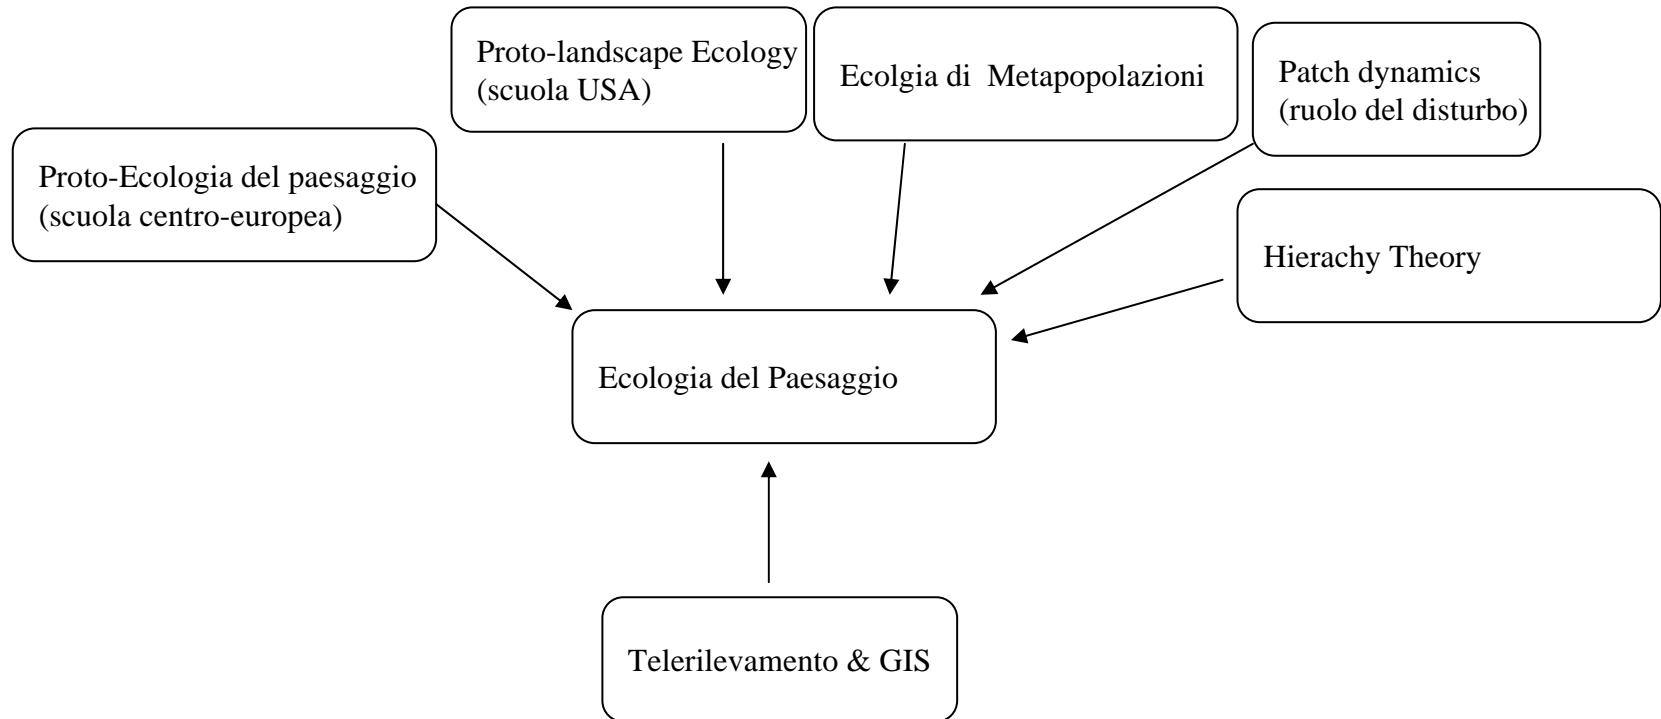 Proto-landscape Ecology
(scuola USA)
Ecolgia di  Metapopolazioni
Patch dynamics
(ruolo del disturbo)
Proto-Ecologia del paesaggio
(scuola centro-europea)
Hierachy Theory
Ecologia del Paesaggio
Telerilevamento & GIS